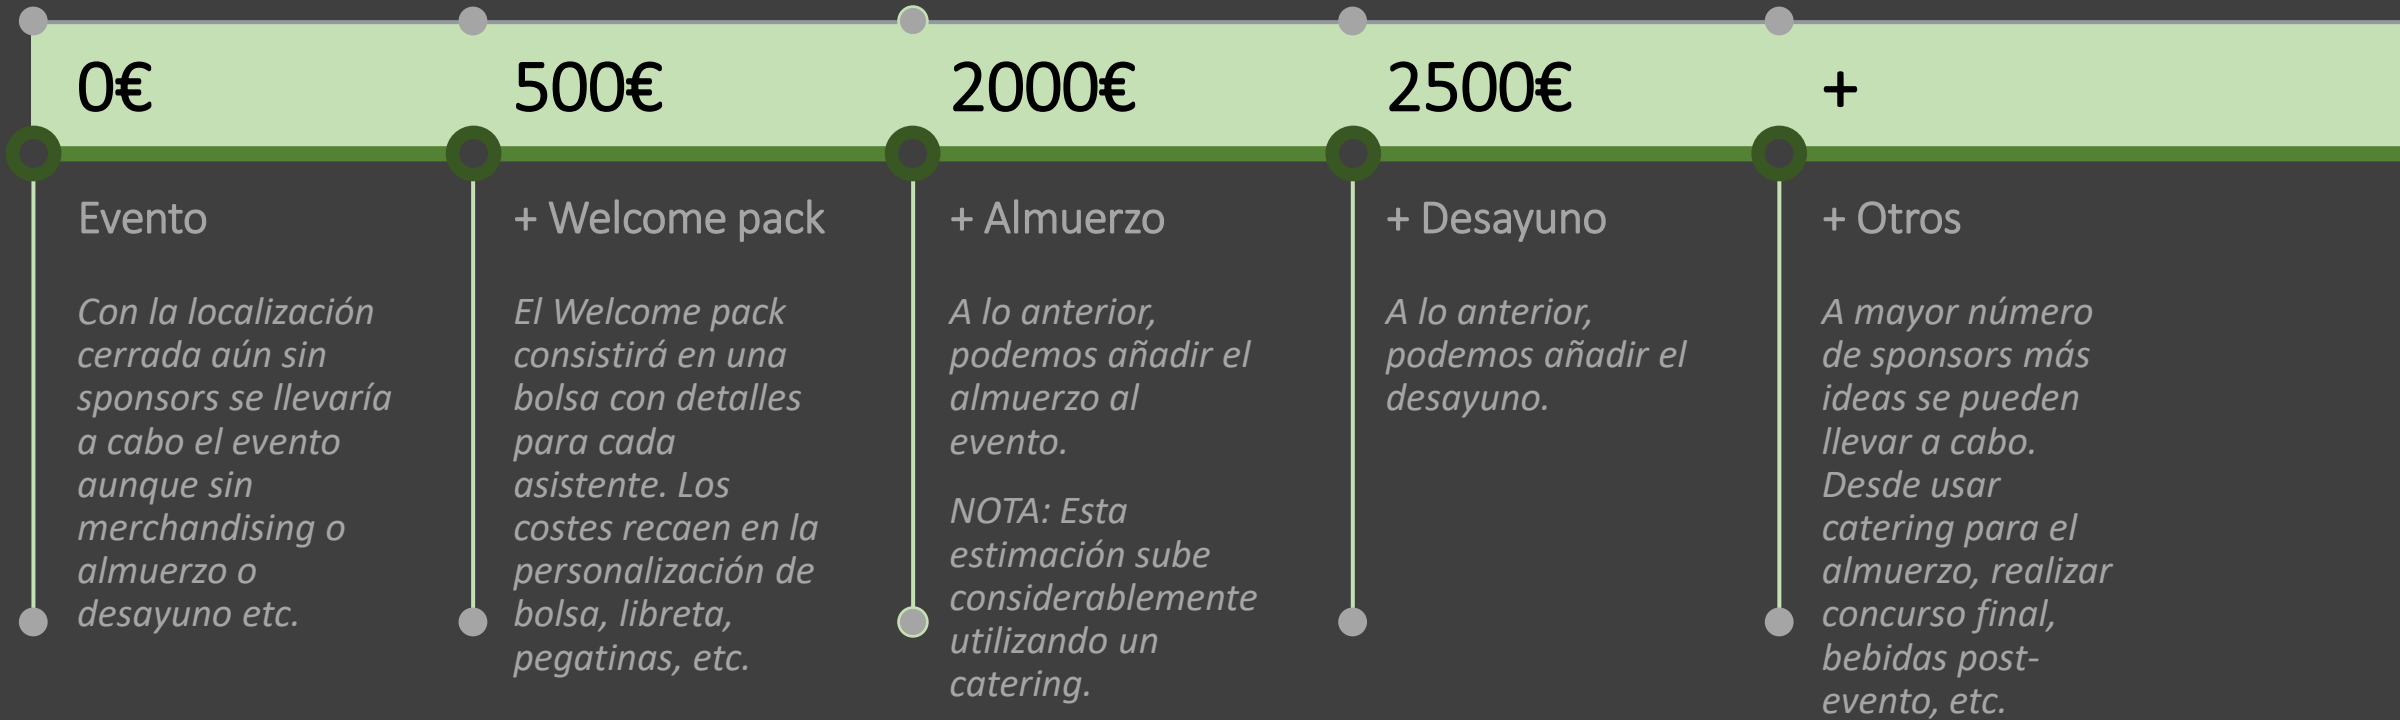 0€
500€
2000€
2500€
+
Evento
Con la localización
cerrada aún sin
sponsors se llevaría
a cabo el evento
aunque sin
merchandising o
almuerzo o
desayuno etc.
+ Welcome pack
El Welcome pack
consistirá en una
bolsa con detalles
para cada
asistente. Los
costes recaen en la
personalización de
bolsa, libreta,
pegatinas, etc.
+ Almuerzo
A lo anterior,
podemos añadir el
almuerzo al
evento.
NOTA: Esta
estimación sube
considerablemente
utilizando un
catering.
+ Desayuno
A lo anterior,
podemos añadir el
desayuno.
+ Otros
A mayor número
de sponsors más
ideas se pueden
llevar a cabo.
Desde usar
catering para el
almuerzo, realizar
concurso final,
bebidas post-
evento, etc.